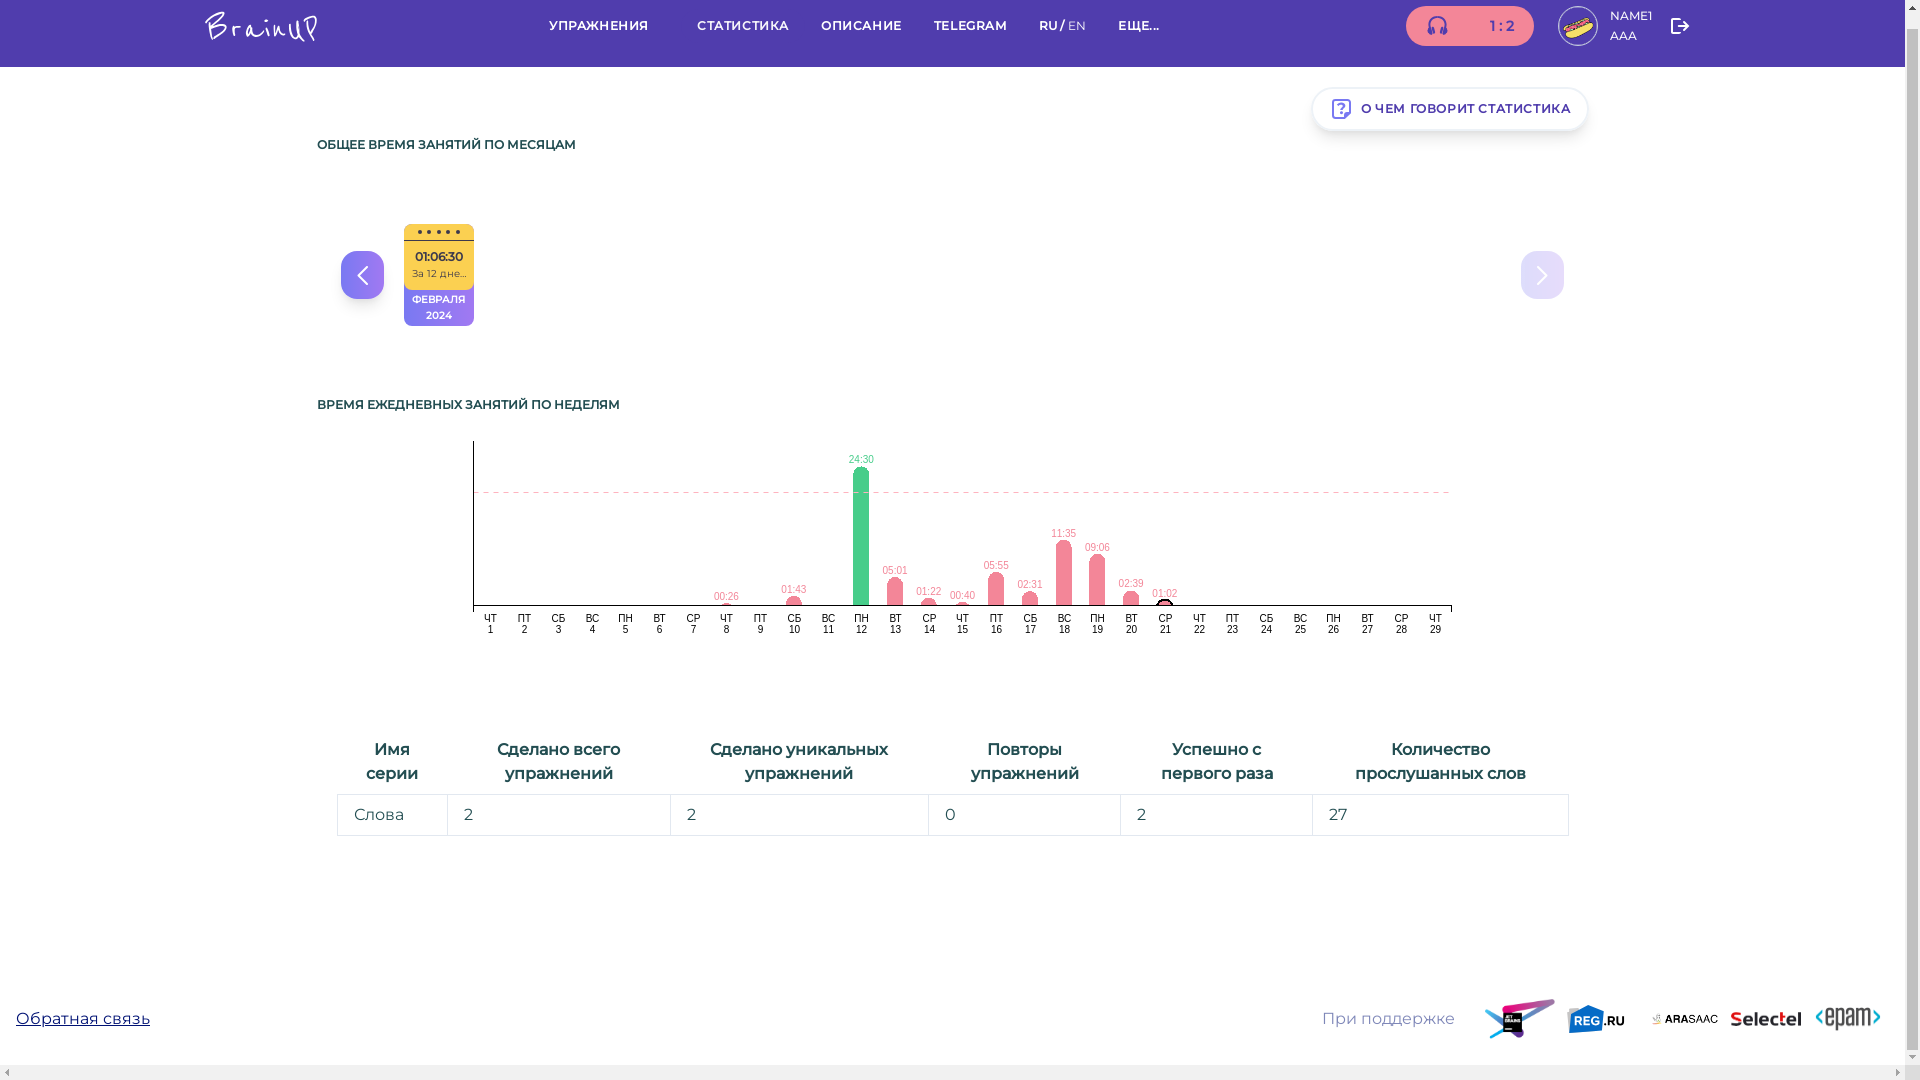 BrainUP
УПРАЖНЕНИЯ
СТАТИСТИКА
ОПИСАНИЕ
TELEGRAM
RU / EN
ЕЩЕ...
1 : 2
NAME1
AAA
О ЧЕМ ГОВОРИТ СТАТИСТИКА
ОБЩЕЕ ВРЕМЯ ЗАНЯТИЙ ПО МЕСЯЦАМ
01:06:30
За 12 дне...
ФЕВРАЛЯ
2024
ВРЕМЯ ЕЖЕДНЕВНЫХ ЗАНЯТИЙ ПО НЕДЕЛЯМ
00:26 01:43 24:30 05:01 01:22 00:40 05:55 02:31 11:35 09:06 02:39 01:02
ЧТ ПТ СБ ВС ПН ВТ СР ЧТ ПТ СБ ВС ПН ВТ СР ЧТ ПТ СБ ВС ПН ВТ СР ЧТ ПТ СБ ВС ПН ВТ СР ЧТ
1 2 3 4 5 6 7 8 9 10 11 12 13 14 15 16 17 18 19 20 21 22 23 24 25 26 27 28 29
Имя серии
Сделано всего упражнений
Сделано уникальных упражнений
Повторы упражнений
Успешно с первого раза
Количество прослушанных слов
Слова 2 2 0 2 27
Обратная связь
При поддержке
JET BRAINS
REG.RU
ARASAAC
Selectel
<epam>